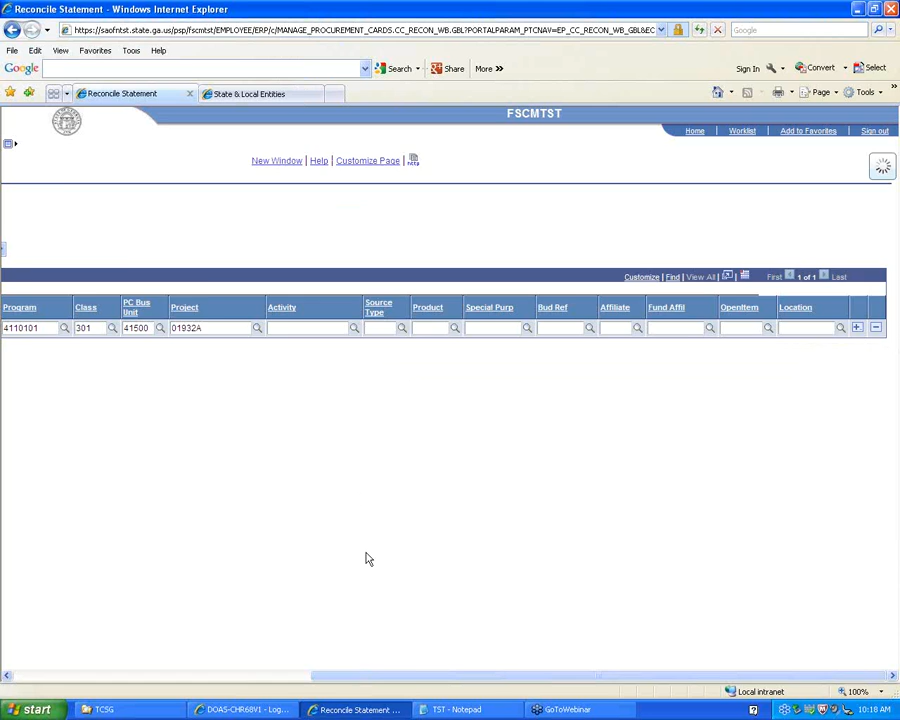 Reconcile Statement - Windows Internet Explorer
https://saofntst.state.ga.us/psp/fscmtst/EMPLOYEE/ERP/c/MANAGE_PROCUREMENT_CARDS.CC_RECON_WB.GBL?PORTALPARAM_PTCNAV=EP_CC_RECON_WB_GBL&EC
Google
File Edit View Favorites Tools Help
Google Search Share More »
Sign In Convert Select
Reconcile Statement x State & Local Entities
Page Tools »
FSCMTST
Home Worklist Add to Favorites Sign out
New Window | Help | Customize Page | http
Customize | Find | View All | First 1 of 1 Last
Program Class PC Bus Unit Project Activity Source Type Product Special Purp Bud Ref Affiliate Fund Affil OpenItem Location
4110101 301 41500 01932A
Local intranet 100%
start TCSG DOAS-CHR68V1 - Log... Reconcile Statement ... TST - Notepad GoToWebinar 10:18 AM